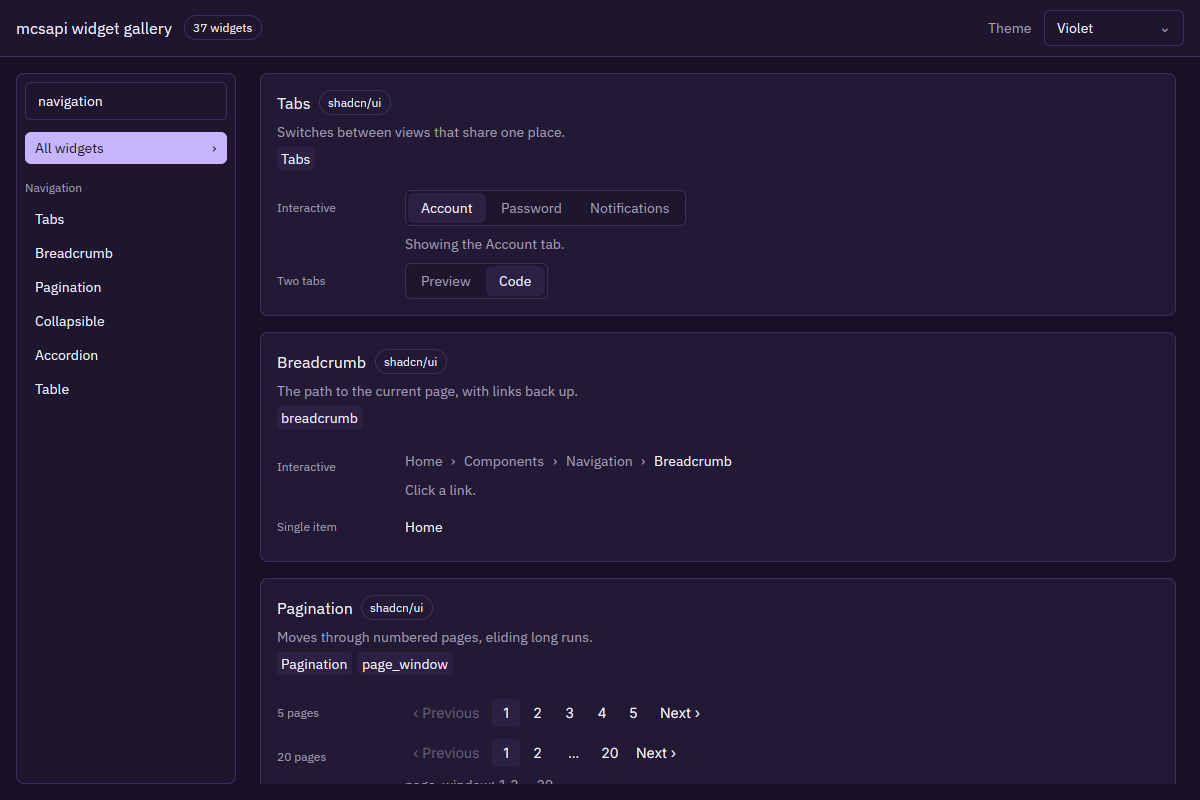 mcsapi widget gallery 37 widgets Theme Violet
navigation
All widgets
Navigation
Tabs
Breadcrumb
Pagination
Collapsible
Accordion
Table
Tabs shadcn/ui
Switches between views that share one place.
Tabs
Interactive Account Password Notifications
Showing the Account tab.
Two tabs Preview Code
Breadcrumb shadcn/ui
The path to the current page, with links back up.
breadcrumb
Interactive Home › Components › Navigation › Breadcrumb
Click a link.
Single item Home
Pagination shadcn/ui
Moves through numbered pages, eliding long runs.
Pagination page_window
5 pages ‹ Previous 1 2 3 4 5 Next ›
20 pages ‹ Previous 1 2 … 20 Next ›